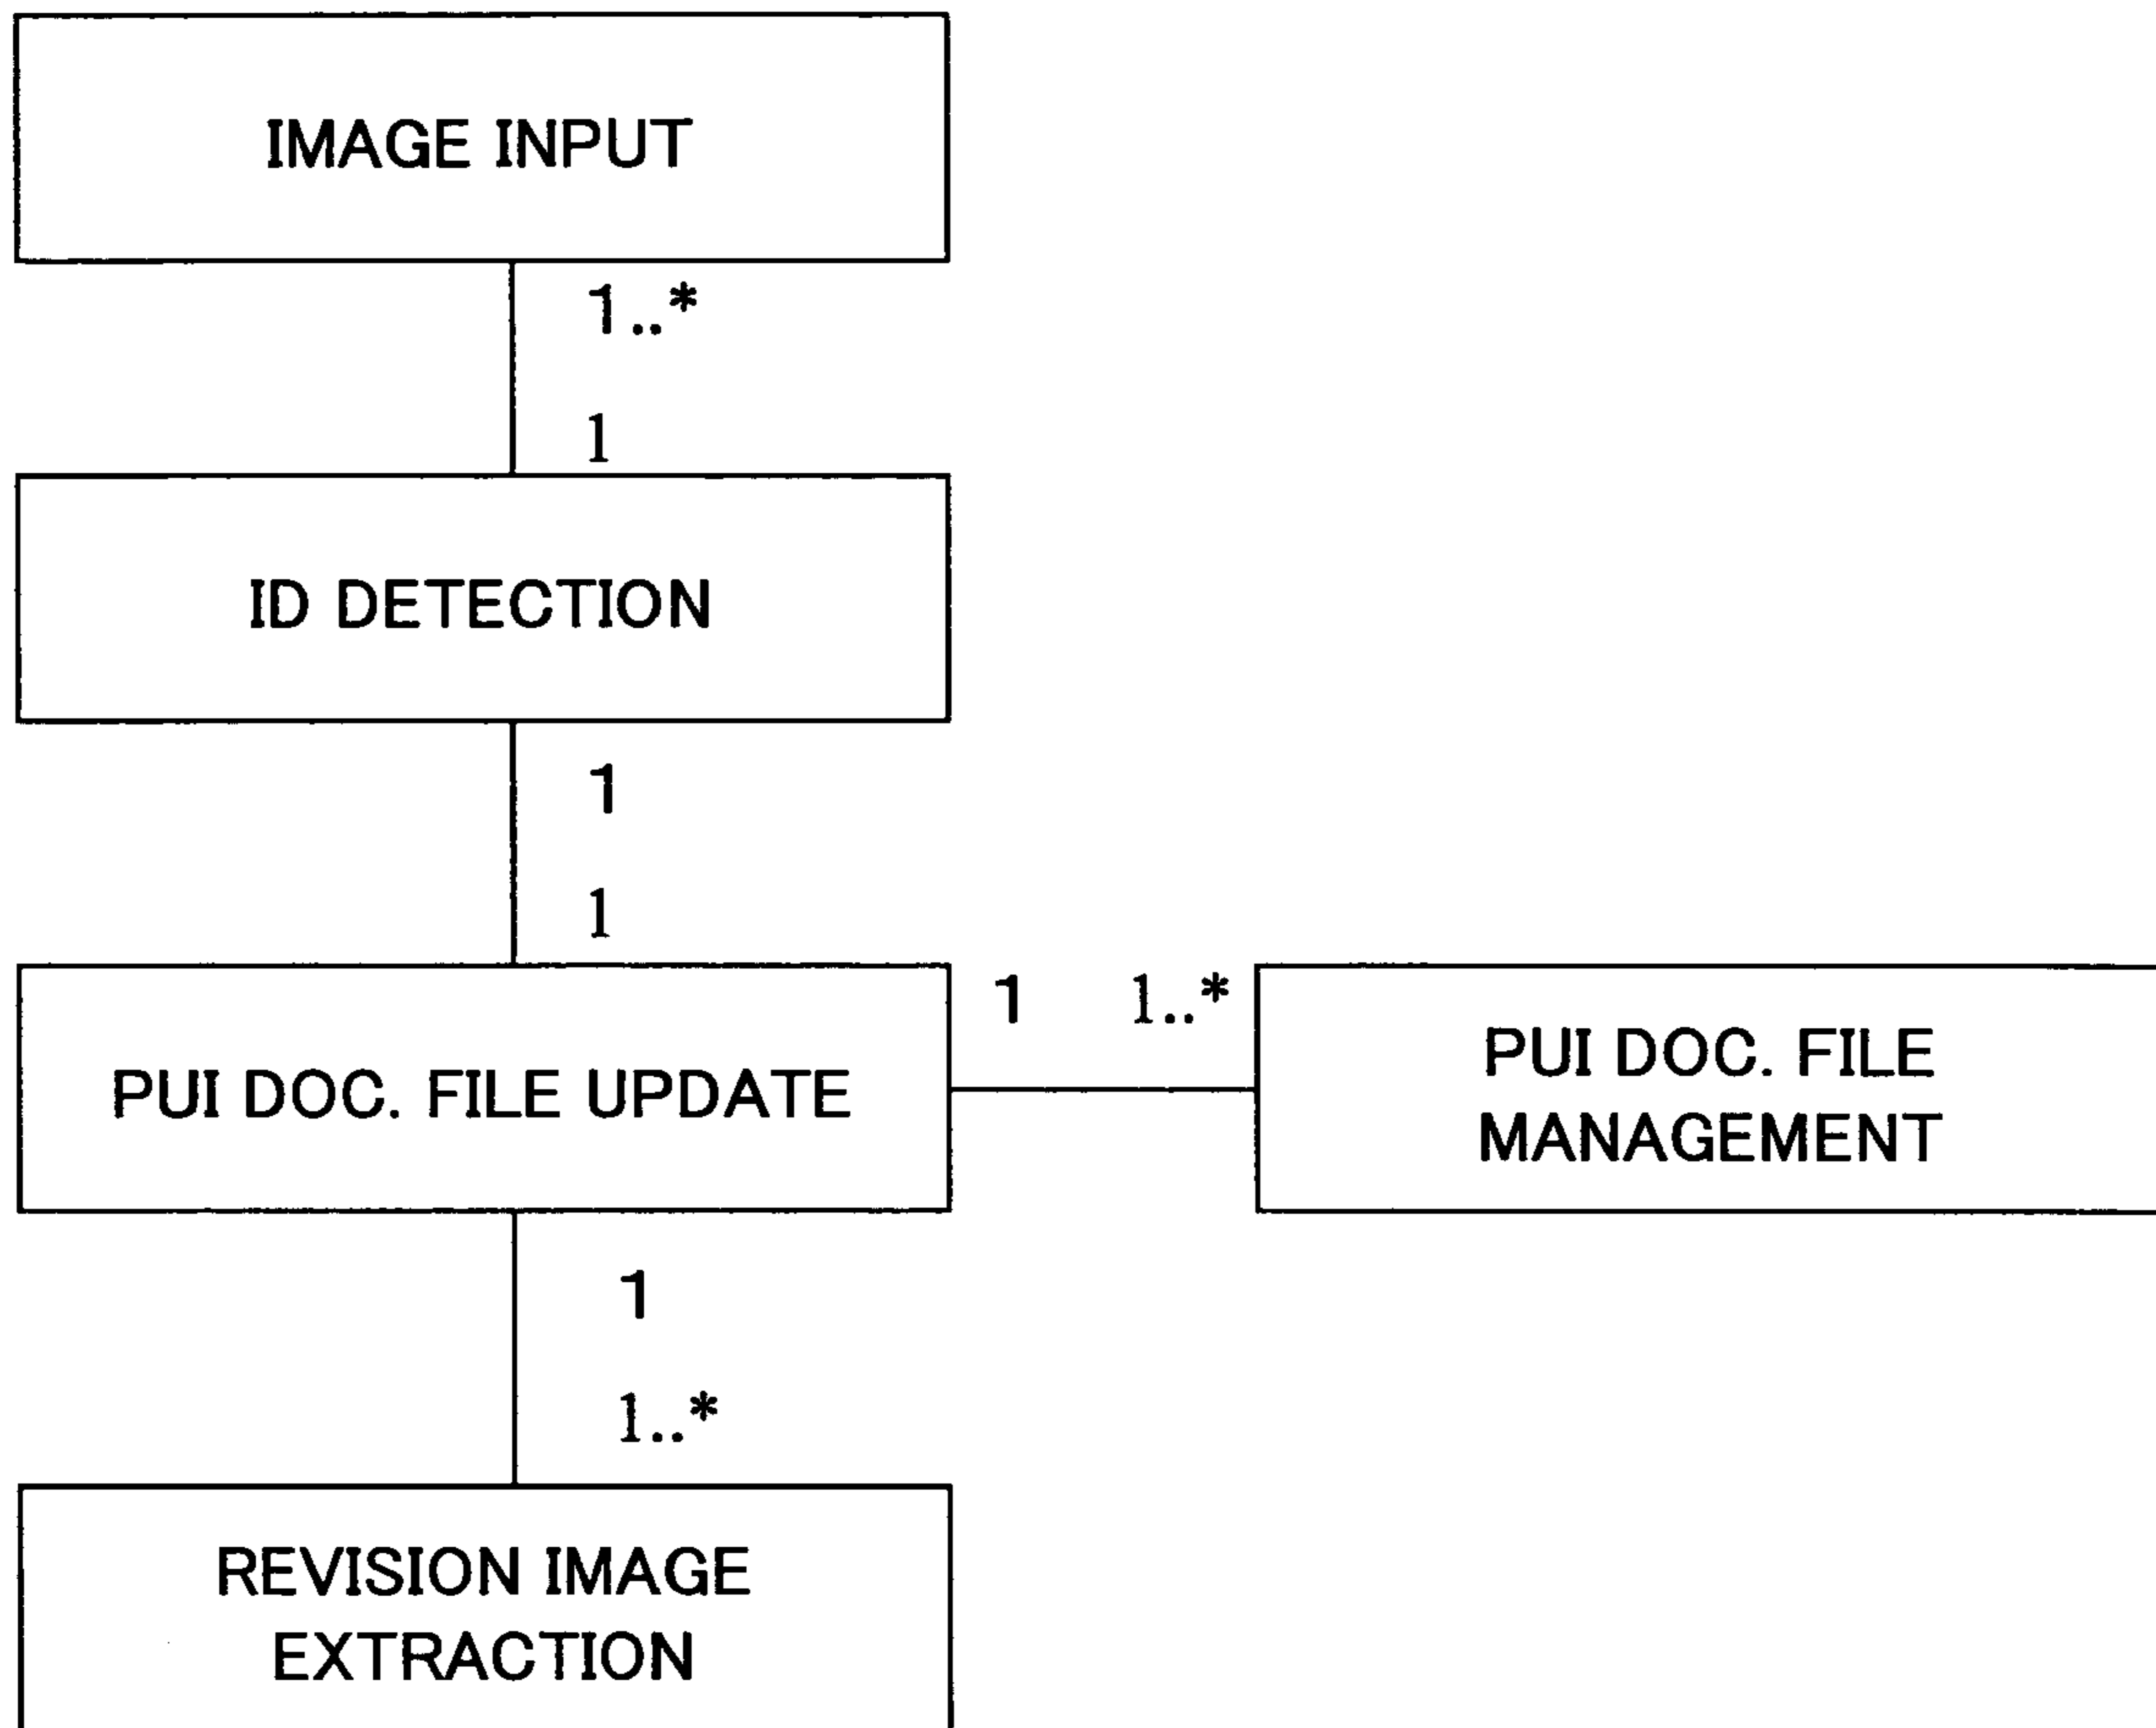 IMAGE INPUT
1..*
1
ID DETECTION
1
1
PUI DOC. FILE UPDATE
1 1..*
PUI DOC. FILE
MANAGEMENT
1
1..*
REVISION IMAGE
EXTRACTION